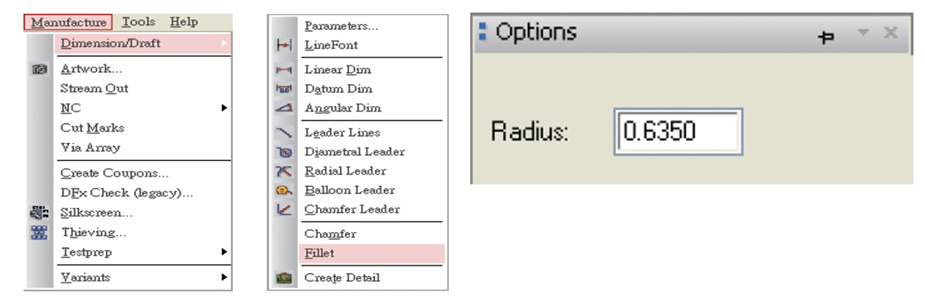 Manufacture Tools Help
Dimension/Draft
Artwork...
Stream Out
NC
Cut Marks
Via Array
Create Coupons...
DFx Check (legacy)...
Silkscreen...
Thieving...
Testprep
Variants
Parameters...
LineFont
Linear Dim
Datum Dim
Angular Dim
Leader Lines
Diametral Leader
Radial Leader
Balloon Leader
Chamfer Leader
Chamfer
Fillet
Create Detail
Options
Radius: 0.6350